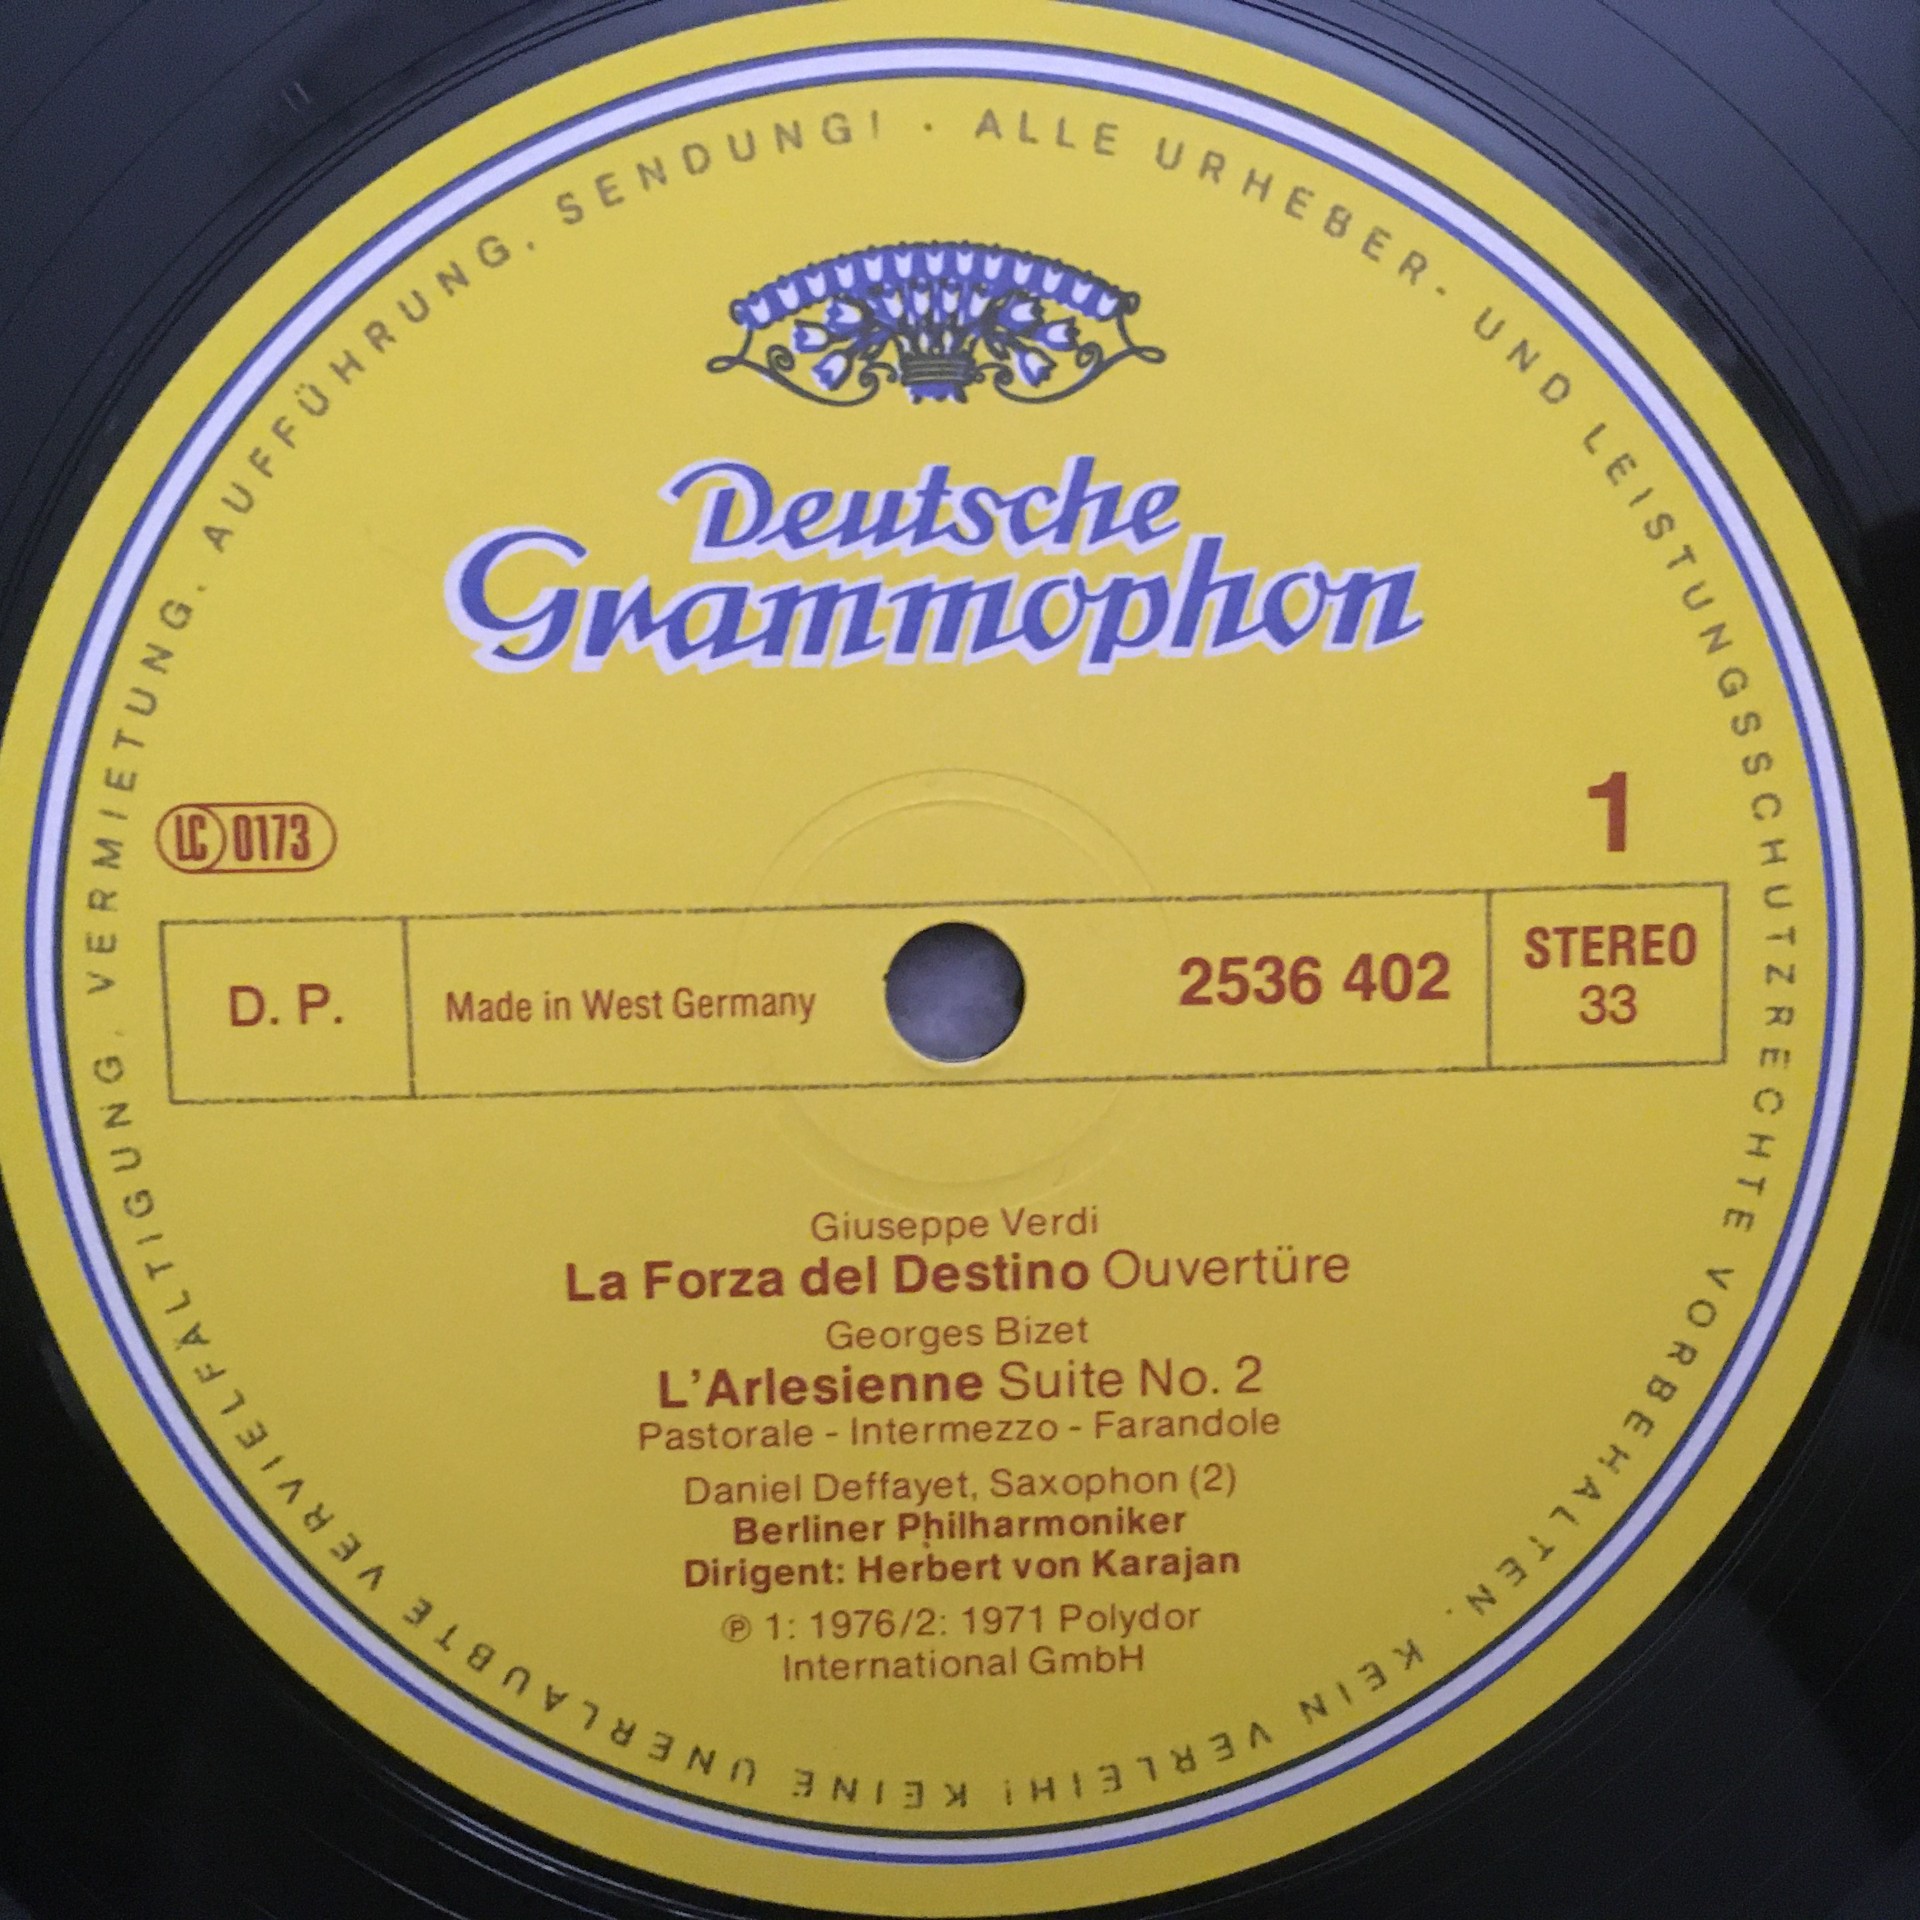 ALLE URHEBER- UND LEISTUNGSSCHUTZRECHTE VORBEHALTEN. KEIN VERLEIH! KEINE UNERLAUBTE VERVIELFÄLTIGUNG, VERMIETUNG, AUFFÜHRUNG, SENDUNG! ·
Deutsche
Grammophon
LC 0173
1
D. P.
Made in West Germany
2536 402
STEREO
33
Giuseppe Verdi
La Forza del Destino Ouvertüre
Georges Bizet
L'Arlesienne Suite No. 2
Pastorale - Intermezzo - Farandole
Daniel Deffayet, Saxophon (2)
Berliner Philharmoniker
Dirigent: Herbert von Karajan
℗ 1: 1976/2: 1971 Polydor
International GmbH